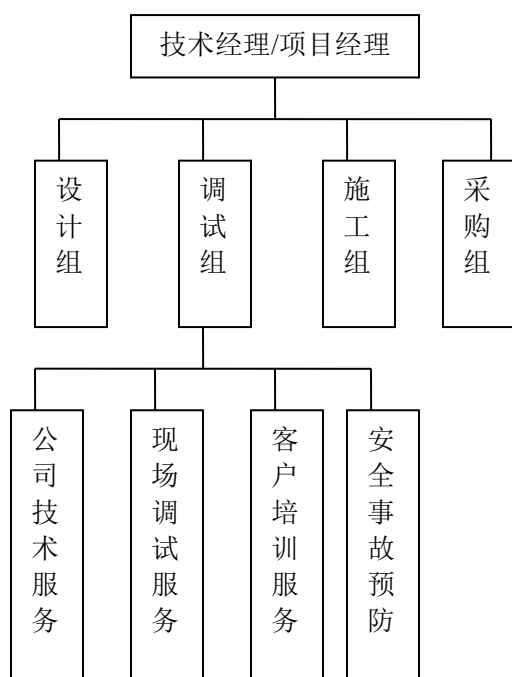 技术经理/项目经理
设计组
调试组
施工组
采购组
公司技术服务
现场调试服务
客户培训服务
安全事故预防